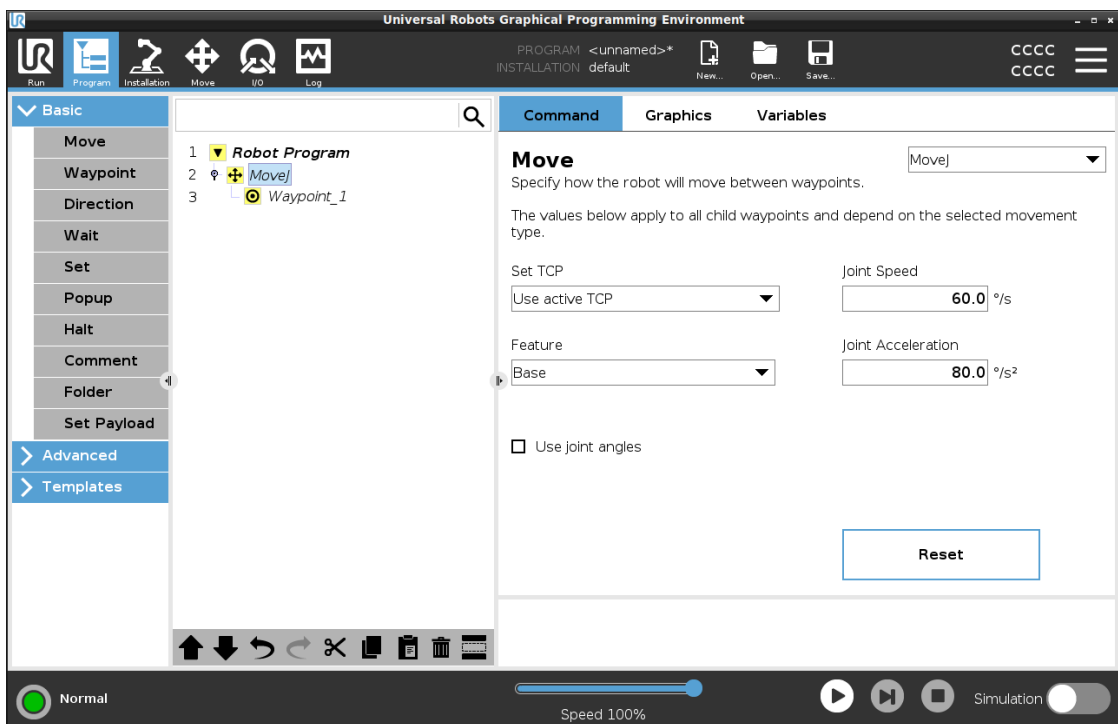 UR
Universal Robots Graphical Programming Environment
UR
Run
Program
Installation
Move
I/O
Log
PROGRAM <unnamed>*
INSTALLATION default
New...
Open...
Save...
CCCC
CCCC
Basic
Move
Waypoint
Direction
Wait
Set
Popup
Halt
Comment
Folder
Set Payload
Advanced
Templates
1 Robot Program
2 MoveJ
3 Waypoint_1
Command Graphics Variables
Move
MoveJ
Specify how the robot will move between waypoints.
The values below apply to all child waypoints and depend on the selected movement
type.
Set TCP
Use active TCP
Joint Speed
60.0 °/s
Feature
Base
Joint Acceleration
80.0 °/s²
Use joint angles
Reset
Normal
Speed 100%
Simulation